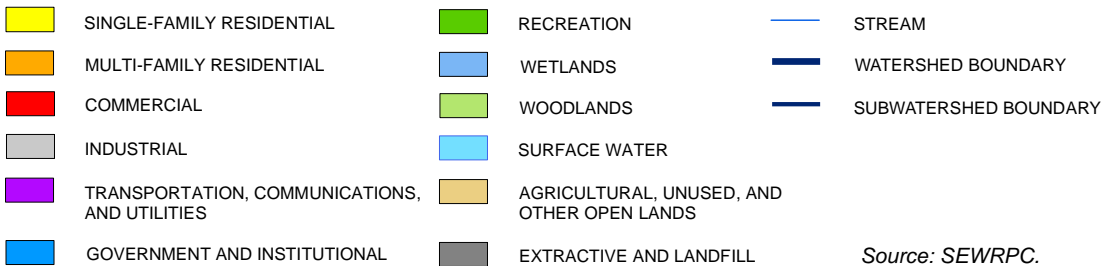 SINGLE-FAMILY RESIDENTIAL
MULTI-FAMILY RESIDENTIAL
COMMERCIAL
INDUSTRIAL
TRANSPORTATION, COMMUNICATIONS,
AND UTILITIES
GOVERNMENT AND INSTITUTIONAL
RECREATION
WETLANDS
WOODLANDS
SURFACE WATER
AGRICULTURAL, UNUSED, AND
OTHER OPEN LANDS
EXTRACTIVE AND LANDFILL
STREAM
WATERSHED BOUNDARY
SUBWATERSHED BOUNDARY
Source: SEWRPC.